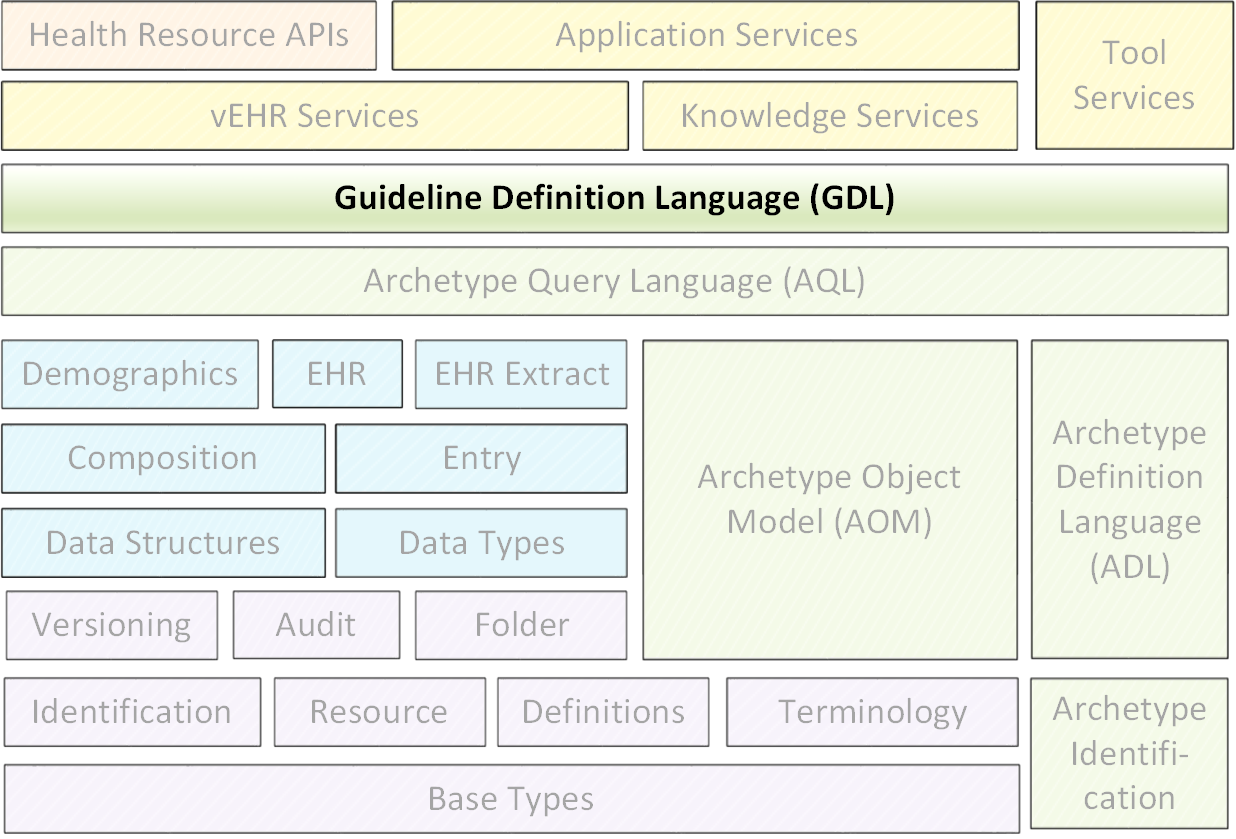 Health Resource APIs
Application Services
Tool
Services
vEHR Services
Knowledge Services
Guideline Definition Language (GDL)
Archetype Query Language (AQL)
Demographics
EHR
EHR Extract
Composition
Entry
Data Structures
Data Types
Archetype Object
Model (AOM)
Archetype
Definition
Language
(ADL)
Versioning
Audit
Folder
Identification
Resource
Definitions
Terminology
Archetype
Identifi-
cation
Base Types